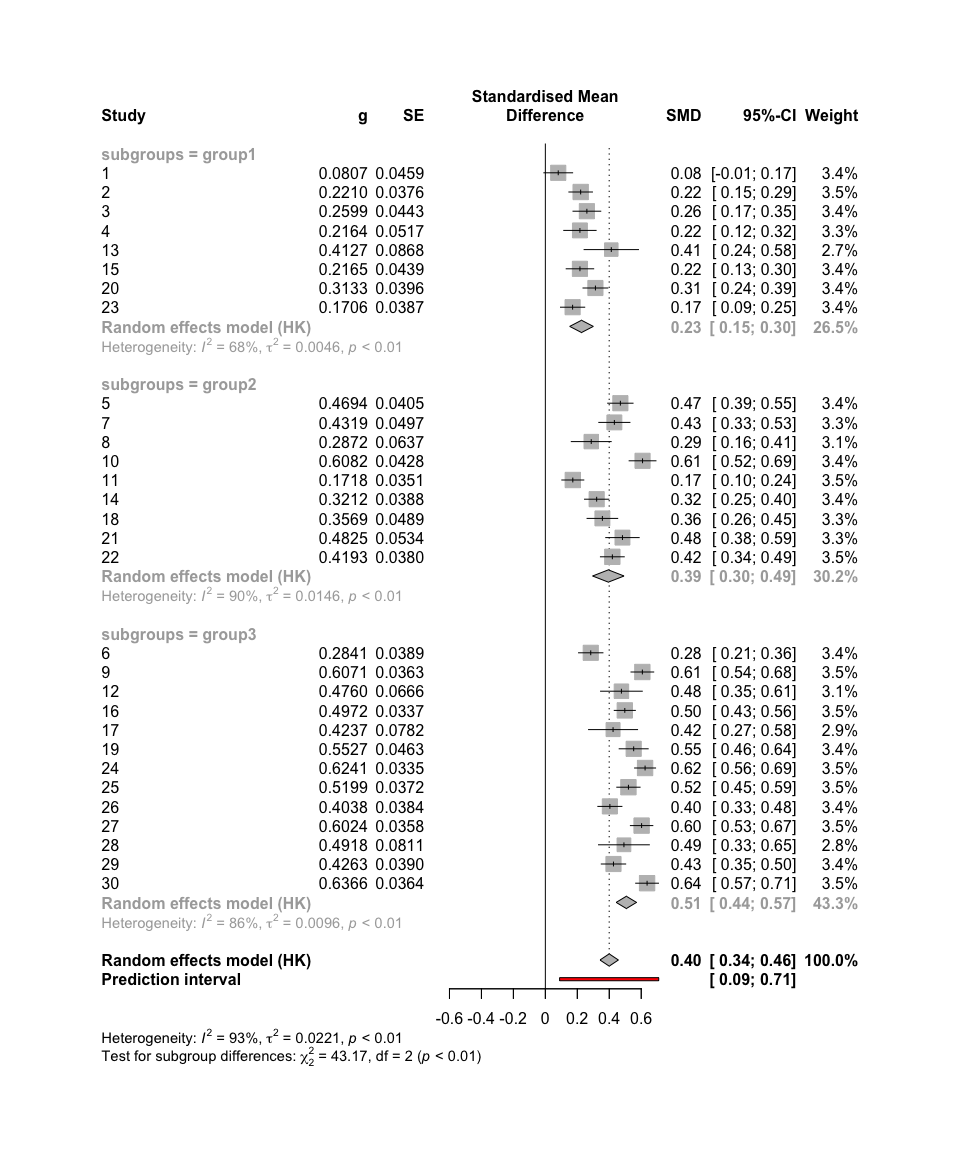 Standardised Mean
Study g SE Difference SMD 95%-CI Weight
subgroups = group1
1 0.0807 0.0459 0.08 [-0.01; 0.17] 3.4%
2 0.2210 0.0376 0.22 [ 0.15; 0.29] 3.5%
3 0.2599 0.0443 0.26 [ 0.17; 0.35] 3.4%
4 0.2164 0.0517 0.22 [ 0.12; 0.32] 3.3%
13 0.4127 0.0868 0.41 [ 0.24; 0.58] 2.7%
15 0.2165 0.0439 0.22 [ 0.13; 0.30] 3.4%
20 0.3133 0.0396 0.31 [ 0.24; 0.39] 3.4%
23 0.1706 0.0387 0.17 [ 0.09; 0.25] 3.4%
Random effects model (HK) 0.23 [ 0.15; 0.30] 26.5%
Heterogeneity: I² = 68%, τ² = 0.0046, p < 0.01
subgroups = group2
5 0.4694 0.0405 0.47 [ 0.39; 0.55] 3.4%
7 0.4319 0.0497 0.43 [ 0.33; 0.53] 3.3%
8 0.2872 0.0637 0.29 [ 0.16; 0.41] 3.1%
10 0.6082 0.0428 0.61 [ 0.52; 0.69] 3.4%
11 0.1718 0.0351 0.17 [ 0.10; 0.24] 3.5%
14 0.3212 0.0388 0.32 [ 0.25; 0.40] 3.4%
18 0.3569 0.0489 0.36 [ 0.26; 0.45] 3.3%
21 0.4825 0.0534 0.48 [ 0.38; 0.59] 3.3%
22 0.4193 0.0380 0.42 [ 0.34; 0.49] 3.5%
Random effects model (HK) 0.39 [ 0.30; 0.49] 30.2%
Heterogeneity: I² = 90%, τ² = 0.0146, p < 0.01
subgroups = group3
6 0.2841 0.0389 0.28 [ 0.21; 0.36] 3.4%
9 0.6071 0.0363 0.61 [ 0.54; 0.68] 3.5%
12 0.4760 0.0666 0.48 [ 0.35; 0.61] 3.1%
16 0.4972 0.0337 0.50 [ 0.43; 0.56] 3.5%
17 0.4237 0.0782 0.42 [ 0.27; 0.58] 2.9%
19 0.5527 0.0463 0.55 [ 0.46; 0.64] 3.4%
24 0.6241 0.0335 0.62 [ 0.56; 0.69] 3.5%
25 0.5199 0.0372 0.52 [ 0.45; 0.59] 3.5%
26 0.4038 0.0384 0.40 [ 0.33; 0.48] 3.4%
27 0.6024 0.0358 0.60 [ 0.53; 0.67] 3.5%
28 0.4918 0.0811 0.49 [ 0.33; 0.65] 2.8%
29 0.4263 0.0390 0.43 [ 0.35; 0.50] 3.4%
30 0.6366 0.0364 0.64 [ 0.57; 0.71] 3.5%
Random effects model (HK) 0.51 [ 0.44; 0.57] 43.3%
Heterogeneity: I² = 86%, τ² = 0.0096, p < 0.01
Random effects model (HK) 0.40 [ 0.34; 0.46] 100.0%
Prediction interval [ 0.09; 0.71]
-0.6 -0.4 -0.2 0 0.2 0.4 0.6
Heterogeneity: I² = 93%, τ² = 0.0221, p < 0.01
Test for subgroup differences: χ²₂ = 43.17, df = 2 (p < 0.01)